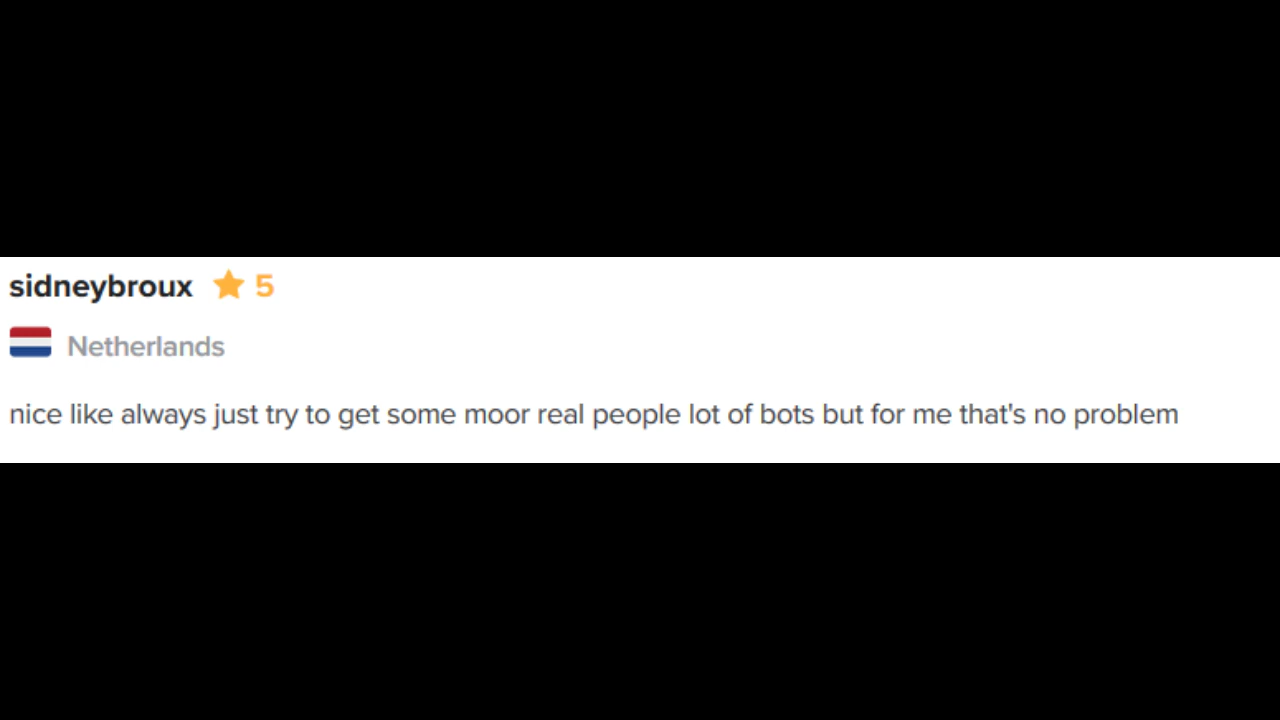 sidneybroux 5
Netherlands
nice like always just try to get some moor real people lot of bots but for me that's no problem